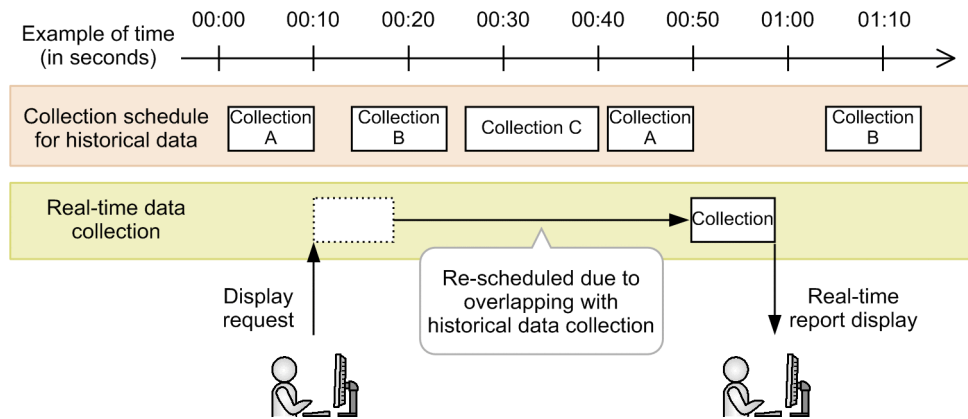 Example of time
(in seconds)
00:00 00:10 00:20 00:30 00:40 00:50 01:00 01:10
Collection schedule
for historical data
Collection
A
Collection
B
Collection C
Collection
A
Collection
B
Real-time data
collection
Collection
Re-scheduled due to
overlapping with
historical data collection
Display
request
Real-time
report display